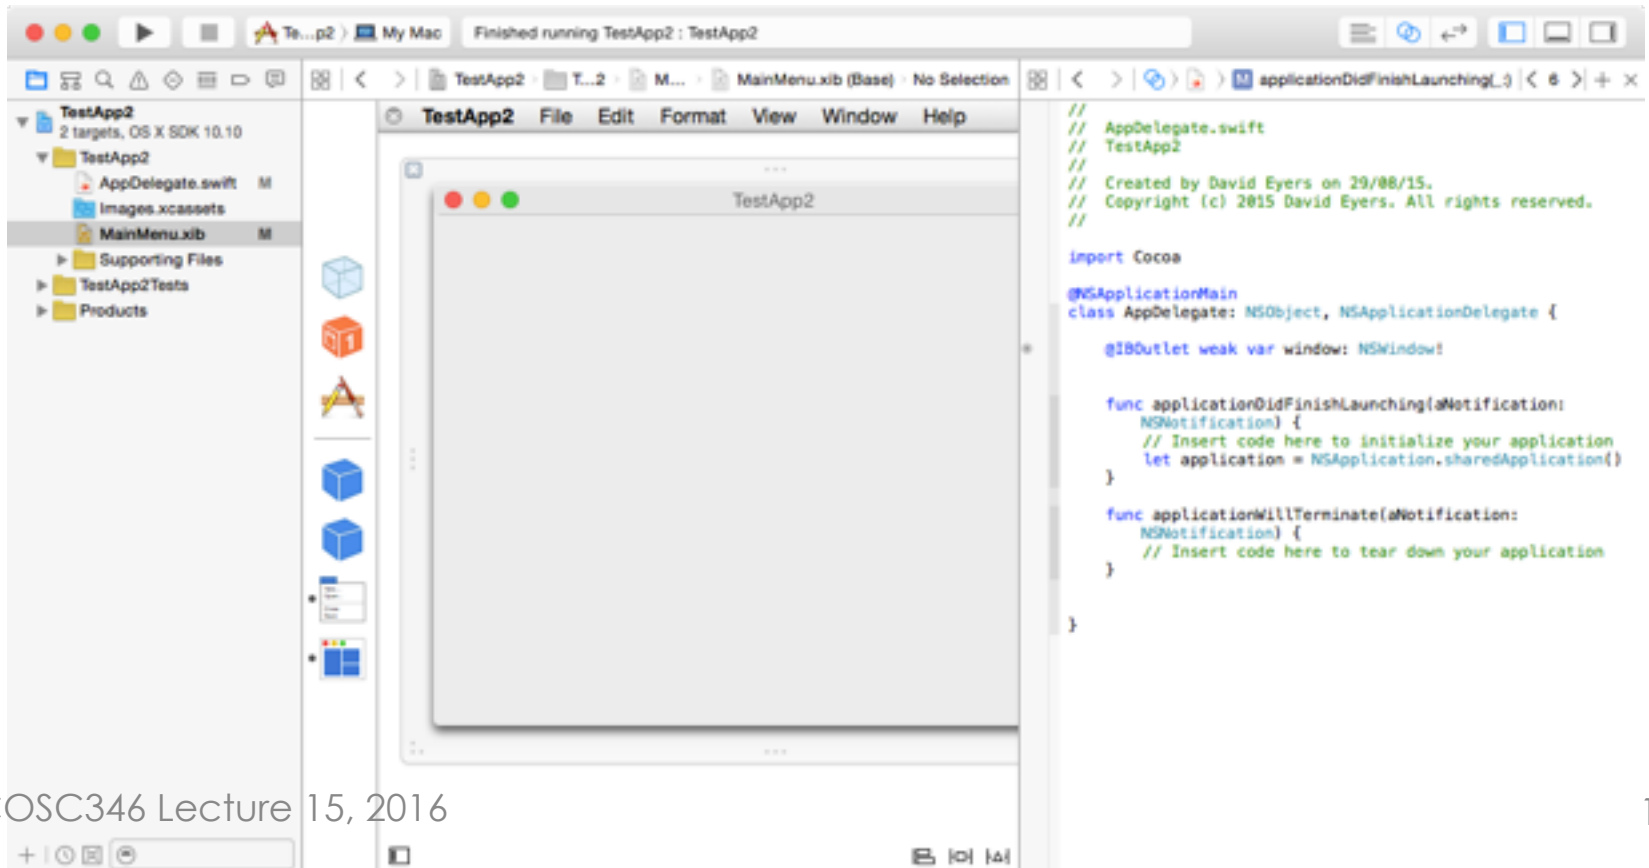 Te...p2 〉 My Mac
Finished running TestApp2 : TestApp2
TestApp2
2 targets, OS X SDK 10.10
TestApp2
AppDelegate.swift M
Images.xcassets
MainMenu.xib M
Supporting Files
TestApp2Tests
Products
TestApp2 〉 T...2 〉 M... 〉 MainMenu.xib (Base) 〉 No Selection
TestApp2 File Edit Format View Window Help
TestApp2
applicationDidFinishLaunching(_:) < 6 > + ×
//
// AppDelegate.swift
// TestApp2
//
// Created by David Eyers on 29/08/15.
// Copyright (c) 2015 David Eyers. All rights reserved.
//
import Cocoa
@NSApplicationMain
class AppDelegate: NSObject, NSApplicationDelegate {
@IBOutlet weak var window: NSWindow!
func applicationDidFinishLaunching(aNotification:
NSNotification) {
// Insert code here to initialize your application
let application = NSApplication.sharedApplication()
}
func applicationWillTerminate(aNotification:
NSNotification) {
// Insert code here to tear down your application
}
}
OSC346 Lecture 15, 2016
1